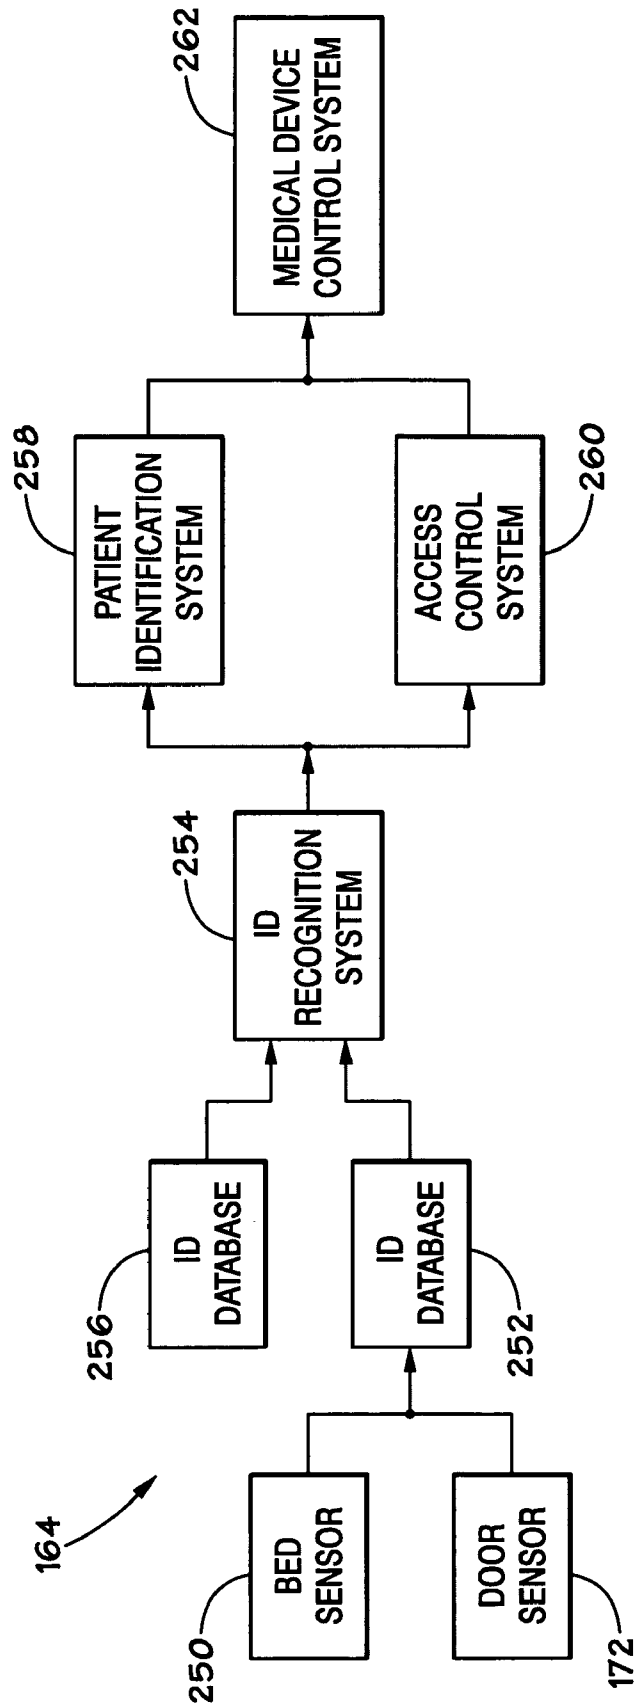 164
250
BED
SENSOR
DOOR
SENSOR
172
256
ID
DATABASE
ID
DATABASE
252
254
ID
RECOGNITION
SYSTEM
258
PATIENT
IDENTIFICATION
SYSTEM
ACCESS
CONTROL
SYSTEM
260
262
MEDICAL DEVICE
CONTROL SYSTEM